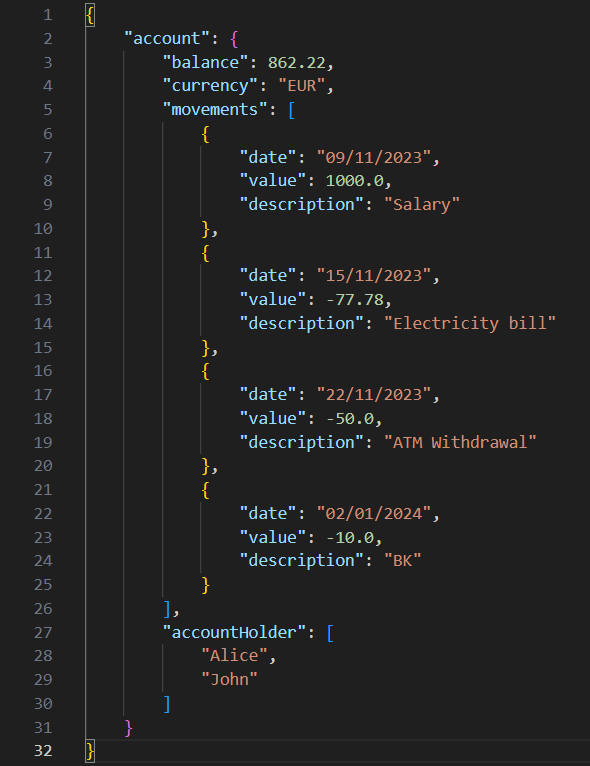 1 {
2     "account": {
3         "balance": 862.22,
4         "currency": "EUR",
5         "movements": [
6             {
7                 "date": "09/11/2023",
8                 "value": 1000.0,
9                 "description": "Salary"
10             },
11             {
12                 "date": "15/11/2023",
13                 "value": -77.78,
14                 "description": "Electricity bill"
15             },
16             {
17                 "date": "22/11/2023",
18                 "value": -50.0,
19                 "description": "ATM Withdrawal"
20             },
21             {
22                 "date": "02/01/2024",
23                 "value": -10.0,
24                 "description": "BK"
25             }
26         ],
27         "accountHolder": [
28             "Alice",
29             "John"
30         ]
31     }
32 }